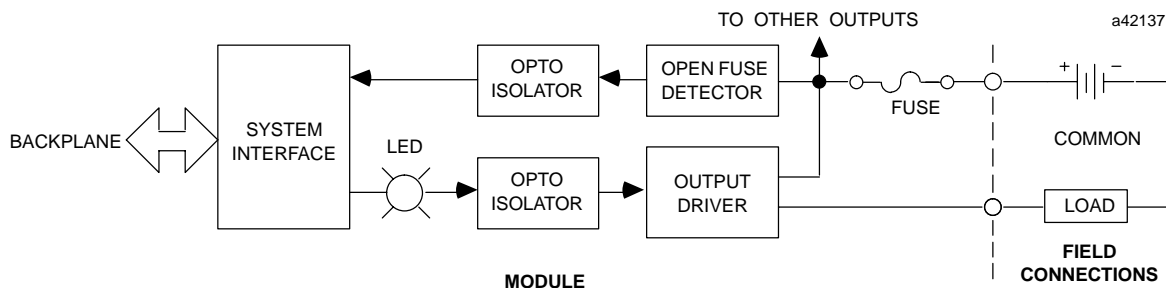 TO OTHER OUTPUTS
a42137
OPTO
ISOLATOR
OPEN FUSE
DETECTOR
FUSE
+ −
COMMON
BACKPLANE
SYSTEM
INTERFACE
LED
OPTO
ISOLATOR
OUTPUT
DRIVER
LOAD
MODULE
FIELD
CONNECTIONS